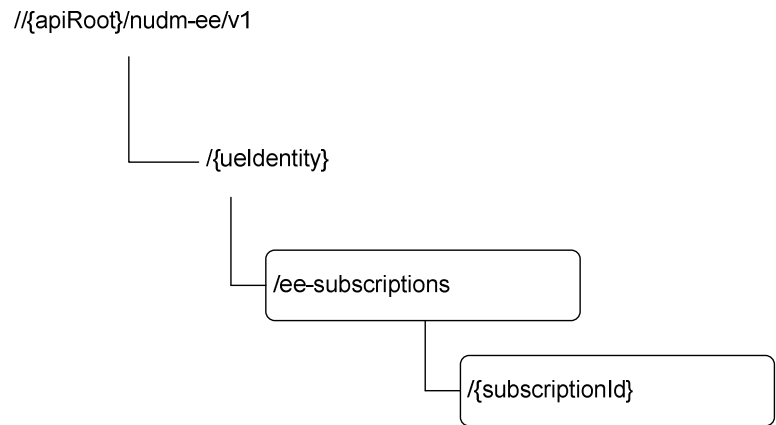 //{apiRoot}/nudm-ee/v1
/{ueIdentity}
/ee-subscriptions
/{subscriptionId}